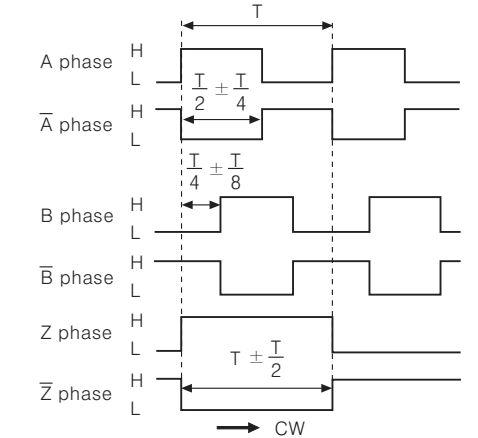 T
A phase H
L
T/2 ± T/4
A̅ phase H
L
T/4 ± T/8
B phase H
L
B̅ phase H
L
Z phase H
L
T ± T/2
Z̅ phase H
L
CW